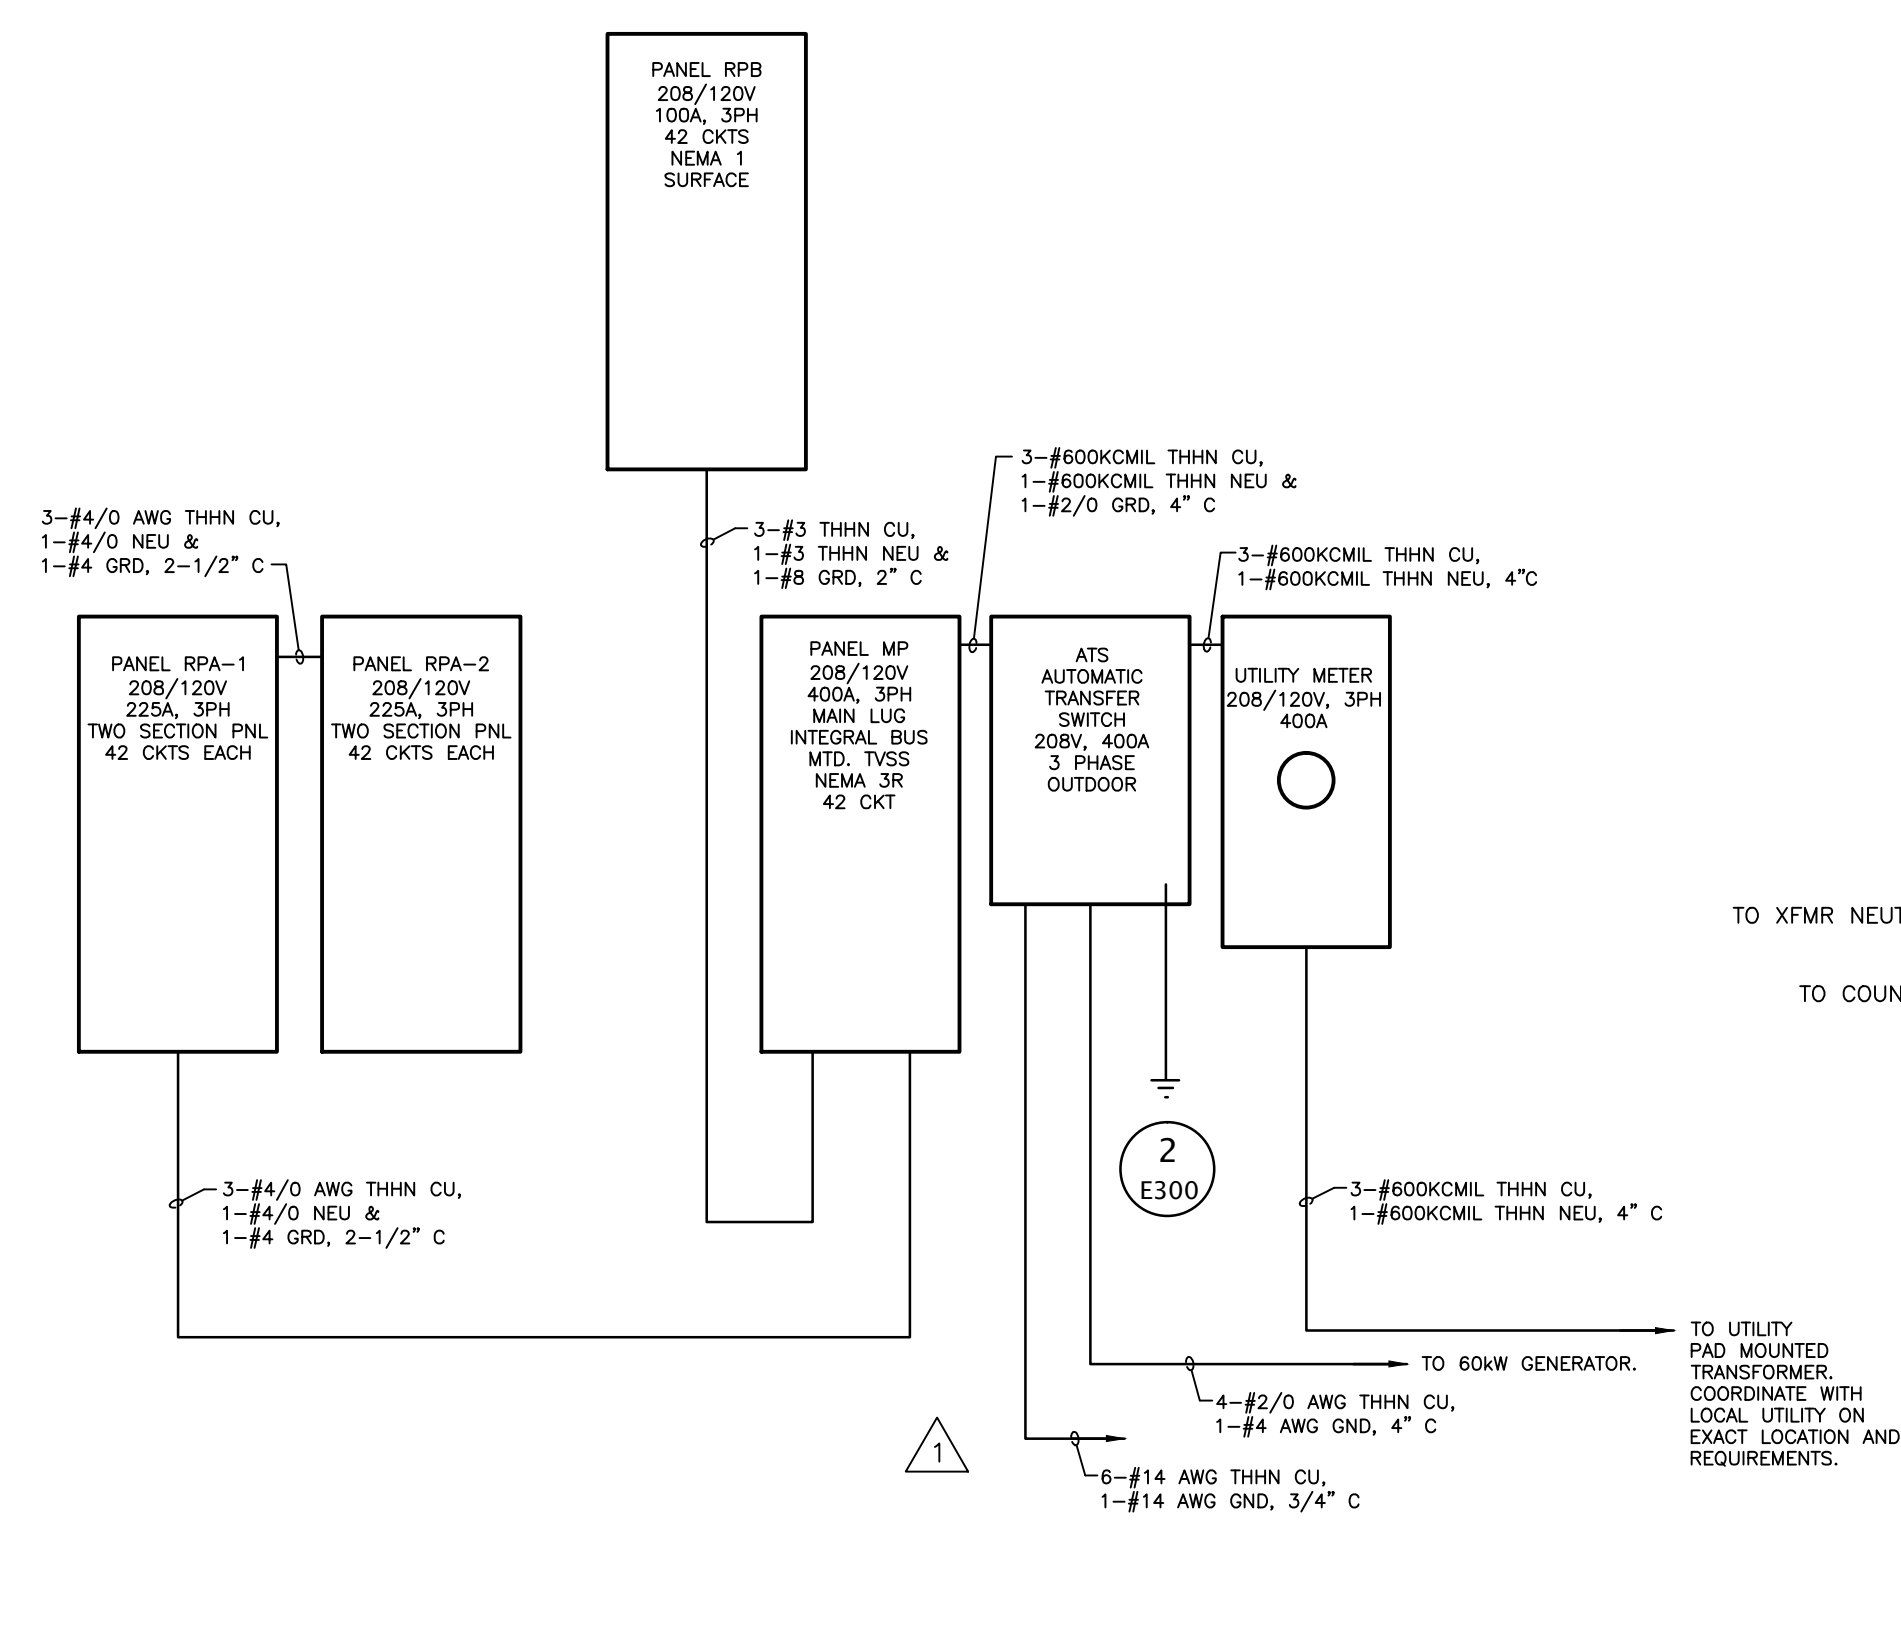 PANEL RPB
208/120V
100A, 3PH
42 CKTS
NEMA 1
SURFACE
3-#4/0 AWG THHN CU,
1-#4/0 NEU &
1-#4 GRD, 2-1/2" C
3-#3 THHN CU,
1-#3 THHN NEU &
1-#8 GRD, 2" C
3-#600KCMIL THHN CU,
1-#600KCMIL THHN NEU &
1-#2/0 GRD, 4" C
3-#600KCMIL THHN CU,
1-#600KCMIL THHN NEU, 4"C
PANEL RPA-1
208/120V
225A, 3PH
TWO SECTION PNL
42 CKTS EACH
PANEL RPA-2
208/120V
225A, 3PH
TWO SECTION PNL
42 CKTS EACH
PANEL MP
208/120V
400A, 3PH
MAIN LUG
INTEGRAL BUS
MTD. TVSS
NEMA 3R
42 CKT
ATS
AUTOMATIC
TRANSFER
SWITCH
208V, 400A
3 PHASE
OUTDOOR
UTILITY METER
208/120V, 3PH
400A
TO XFMR NEUT
TO COUN
2
E300
3-#4/0 AWG THHN CU,
1-#4/0 NEU &
1-#4 GRD, 2-1/2" C
3-#600KCMIL THHN CU,
1-#600KCMIL THHN NEU, 4" C
TO UTILITY
PAD MOUNTED
TRANSFORMER.
COORDINATE WITH
LOCAL UTILITY ON
EXACT LOCATION AND
REQUIREMENTS.
TO 60kW GENERATOR.
4-#2/0 AWG THHN CU,
1-#4 AWG GND, 4" C
1
6-#14 AWG THHN CU,
1-#14 AWG GND, 3/4" C